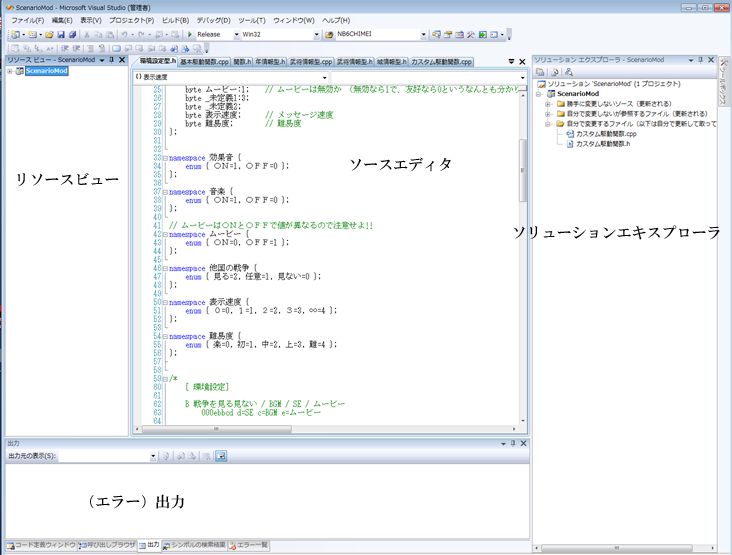 ScenarioMod - Microsoft Visual Studio (管理者)
ファイル(F) 編集(E) 表示(V) プロジェクト(P) ビルド(B) デバッグ(D) ツール(T) ウィンドウ(W) ヘルプ(H)
Release Win32 NB6CHIMEI
リソース ビュー - ScenarioMod
ScenarioMod
リソースビュー
環境設定型.h 基本駆動関数.cpp 関数.h 年情報型.h 武将情報型.cpp 武将情報型.h 城情報型.h カスタム駆動関数.cpp
{} 表示速度
25 byte ムービー:1; // ムービーは無効か (無効なら1で、友好なら0というなんとも分かり
26 byte _未定義1:3;
27 byte _未定義2;
28 byte 表示速度; // メッセージ速度
29 byte 難易度; // 難易度
30 };
31
32
33 namespace 効果音 {
34 enum { ON=1, OFF=0 };
35 };
36
37 namespace 音楽 {
38 enum { ON=1, OFF=0 };
39 };
40
41 // ムービーはONとOFFで値が異なるので注意せよ!!
42 namespace ムービー {
43 enum { ON=0, OFF=1 };
44 };
45
46 namespace 他国の戦争 {
47 enum { 見る=2, 任意=1, 見ない=0 };
48 };
49
50 namespace 表示速度 {
51 enum { 0=0, 1=1, 2=2, 3=3, ∞=4 };
52 };
53
54 namespace 難易度 {
55 enum { 楽=0, 初=1, 中=2, 上=3, 難=4 };
56 };
57
58
59 /*
60 [ 環境設定]
61
62 B 戦争を見る見ない / BGM / SE / ムービー
63 000ebbcd d=SE c=BGM e=ムービー
64
ソースエディタ
ソリューション エクスプローラ - ScenarioMod
ソリューション 'ScenarioMod' (1 プロジェクト)
ScenarioMod
勝手に変更しないソース (更新される)
自分で変更しないが参照するファイル (更新される)
自分で変更するファイル (以下は自分で更新して取って
カスタム駆動関数.cpp
カスタム駆動関数.h
ソリューションエキスプローラ
ツールボックス
出力
出力元の表示(S):
（エラー）出力
コード定義ウィンドウ 呼び出しブラウザ 出力 シンボルの検索結果 エラー一覧